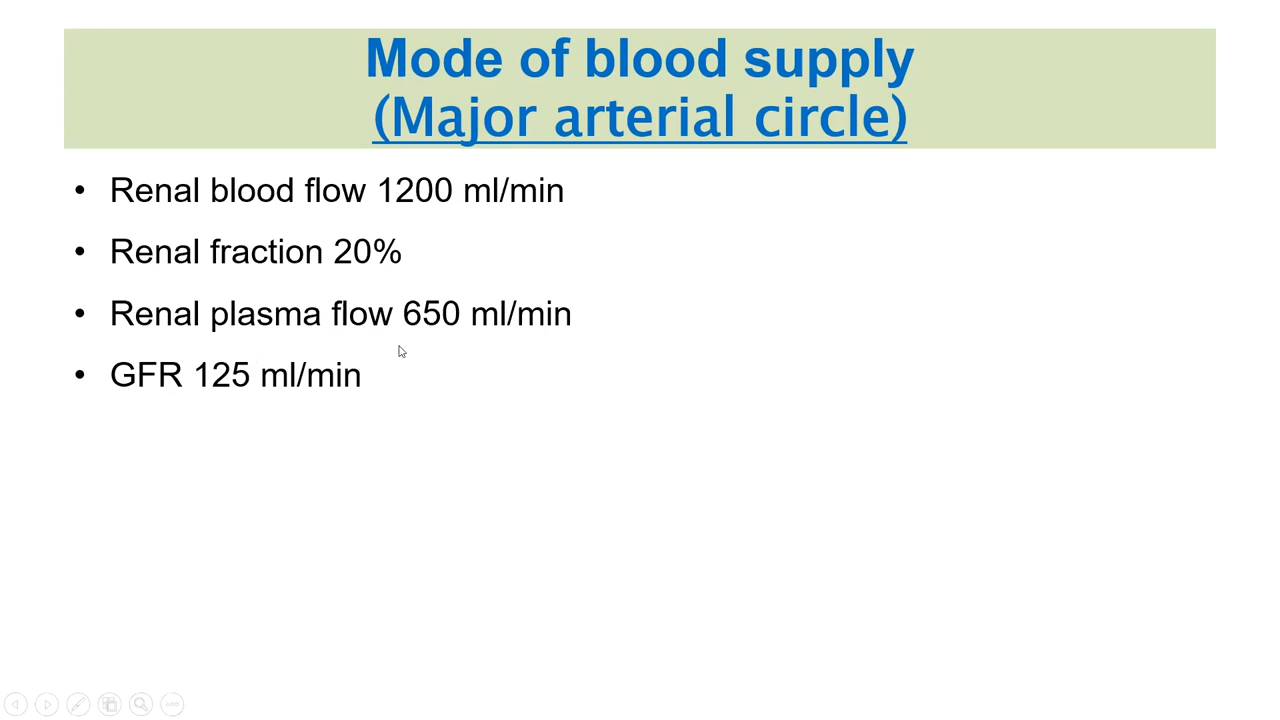 Mode of blood supply
(Major arterial circle)
• Renal blood flow 1200 ml/min
• Renal fraction 20%
• Renal plasma flow 650 ml/min
• GFR 125 ml/min